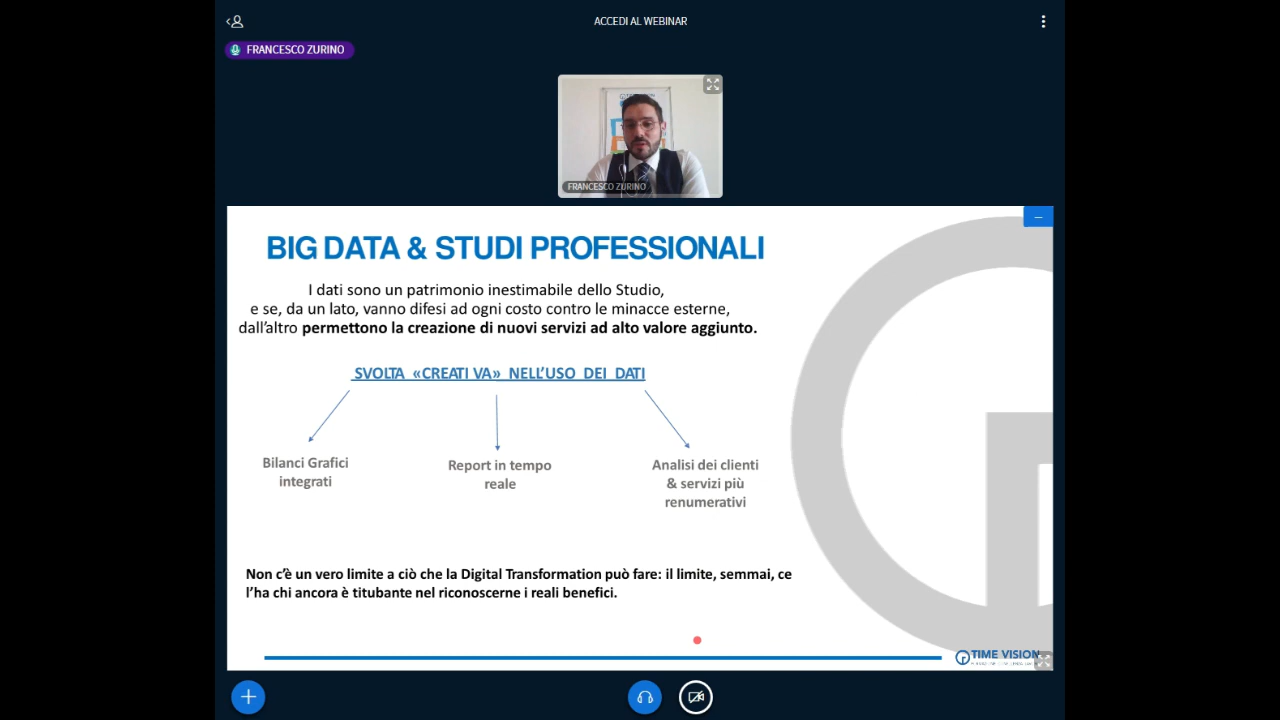 ACCEDI AL WEBINAR
FRANCESCO ZURINO
TIME VISION
FRANCESCO ZURINO
BIG DATA & STUDI PROFESSIONALI
I dati sono un patrimonio inestimabile dello Studio,
e se, da un lato, vanno difesi ad ogni costo contro le minacce esterne,
dall'altro permettono la creazione di nuovi servizi ad alto valore aggiunto.
SVOLTA «CREATI VA» NELL'USO DEI DATI
Bilanci Grafici
integrati
Report in tempo
reale
Analisi dei clienti
& servizi più
renumerativi
Non c'è un vero limite a ciò che la Digital Transformation può fare: il limite, semmai, ce
l'ha chi ancora è titubante nel riconoscerne i reali benefici.
TIME VISION